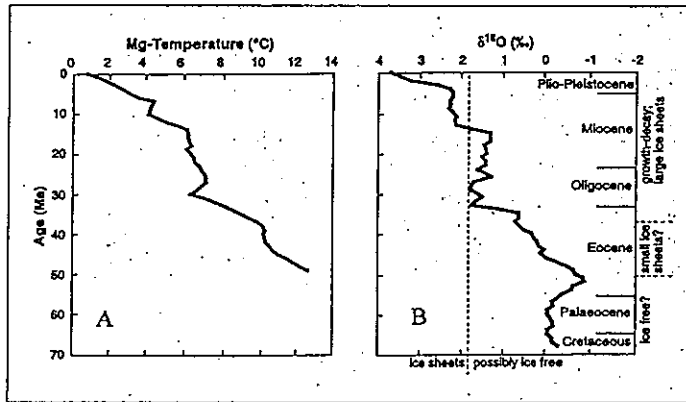 Mg-Temperature (°C)
0 2 4 6 8 10 12 14
Age (Ma)
0
10
20
30
40
50
60
70
A
δ¹⁸O (‰)
4 3 2 1 0 -1 -2
Plio-Pleistocene
Miocene
Oligocene
Eocene
Palaeocene
Cretaceous
B
growth-decay;
large ice sheets
small ice
sheets?
ice free?
ice sheets possibly ice free